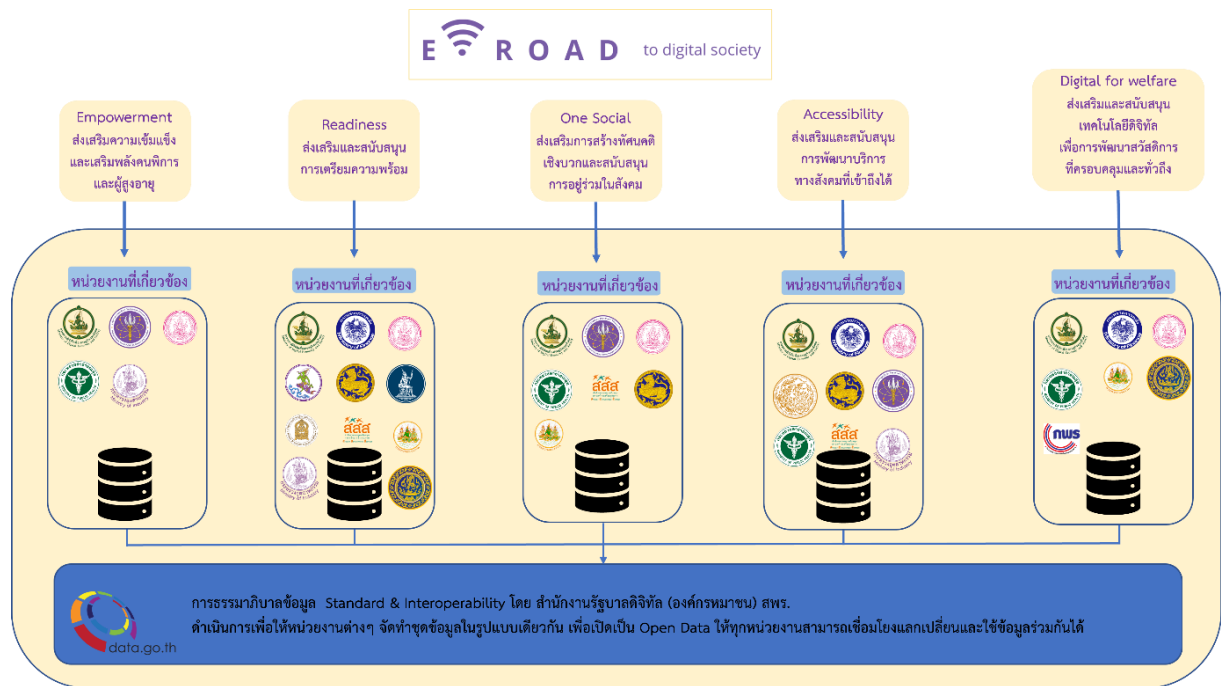 E ROAD to digital society
Empowerment
ส่งเสริมความเข้มแข็ง
และเสริมพลังคนพิการ
และผู้สูงอายุ
Readiness
ส่งเสริมและสนับสนุน
การเตรียมความพร้อม
One Social
ส่งเสริมการสร้างทัศนคติ
เชิงบวกและสนับสนุน
การอยู่ร่วมในสังคม
Accessibility
ส่งเสริมและสนับสนุน
การพัฒนาบริการ
ทางสังคมที่เข้าถึงได้
Digital for welfare
ส่งเสริมและสนับสนุน
เทคโนโลยีดิจิทัล
เพื่อการพัฒนาสวัสดิการ
ที่ครอบคลุมและทั่วถึง
หน่วยงานที่เกี่ยวข้อง
หน่วยงานที่เกี่ยวข้อง
หน่วยงานที่เกี่ยวข้อง
หน่วยงานที่เกี่ยวข้อง
หน่วยงานที่เกี่ยวข้อง
สสส
สสส
สสส
กพร
การธรรมาภิบาลข้อมูล Standard & Interoperability โดย สำนักงานรัฐบาลดิจิทัล (องค์กรหมาชน) สพร.
ดำเนินการเพื่อให้หน่วยงานต่างๆ จัดทำชุดข้อมูลในรูปแบบเดียวกัน เพื่อเปิดเป็น Open Data ให้ทุกหน่วยงานสามารถเชื่อมโยงแลกเปลี่ยนและใช้ข้อมูลร่วมกันได้
data.go.th